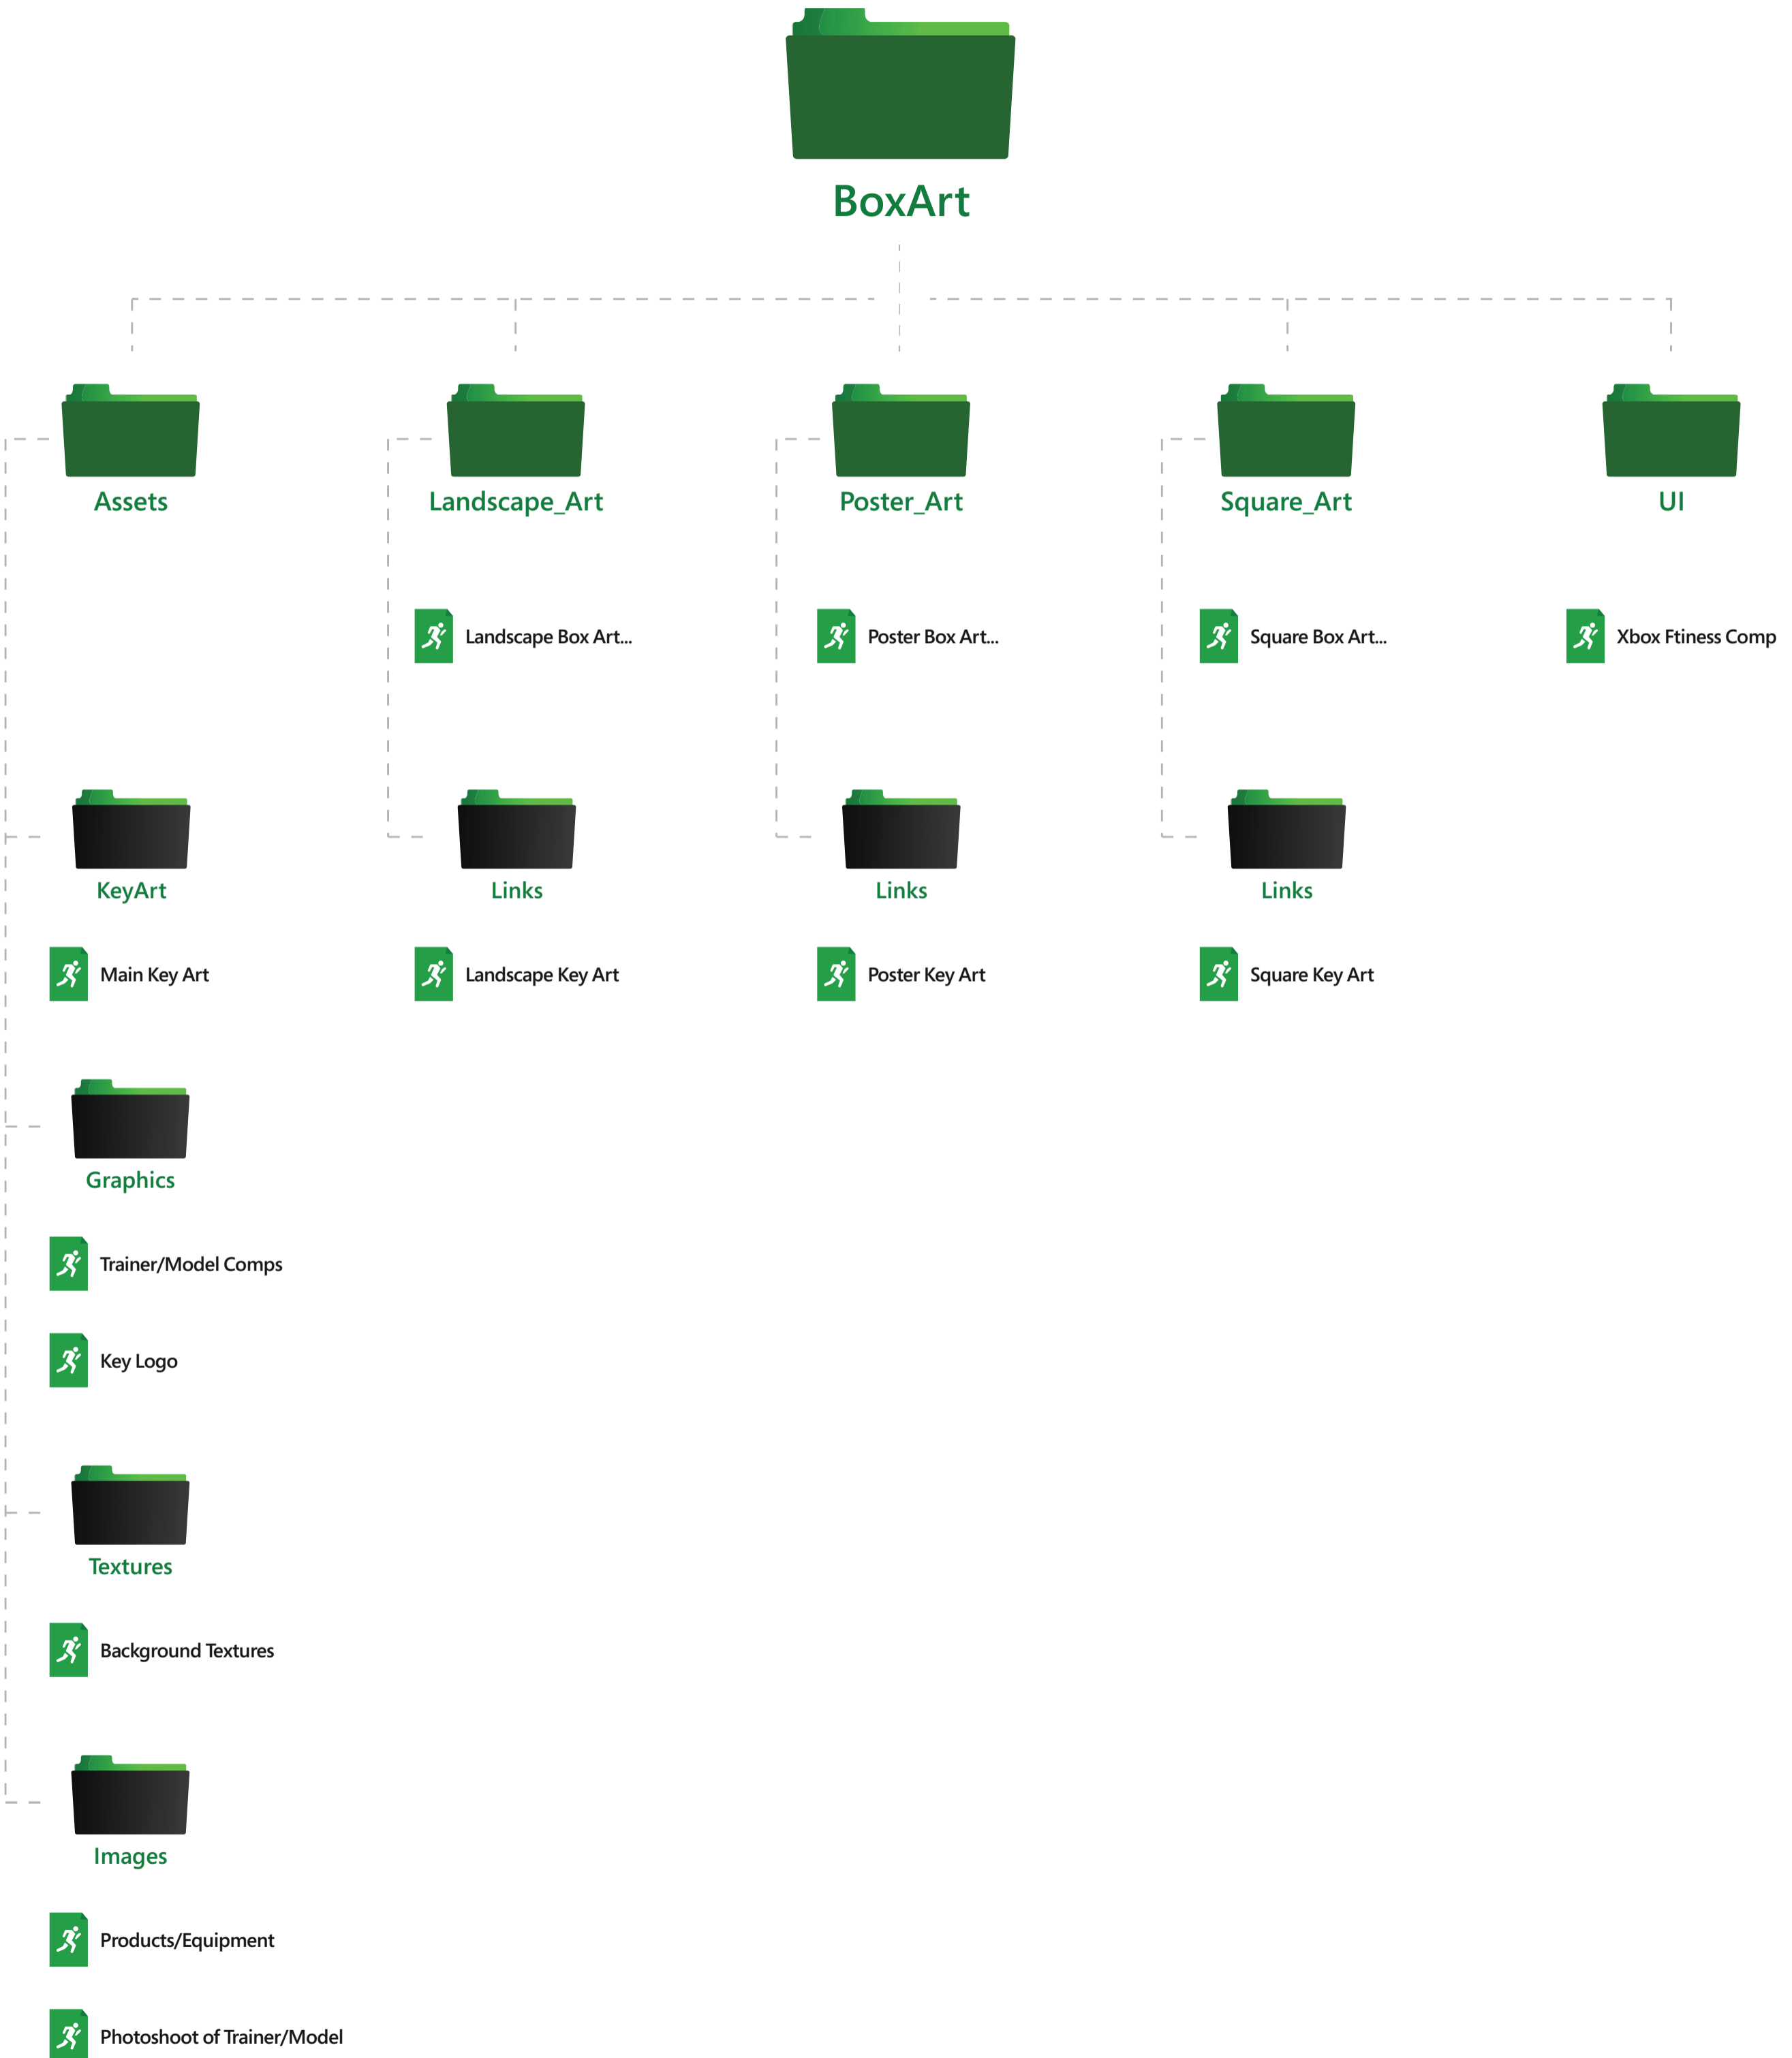 BoxArt
Assets
Landscape_Art
Poster_Art
Square_Art
UI
Landscape Box Art...
Poster Box Art...
Square Box Art...
Xbox Ftiness Comp
KeyArt
Links
Links
Links
Main Key Art
Landscape Key Art
Poster Key Art
Square Key Art
Graphics
Trainer/Model Comps
Key Logo
Textures
Background Textures
Images
Products/Equipment
Photoshoot of Trainer/Model